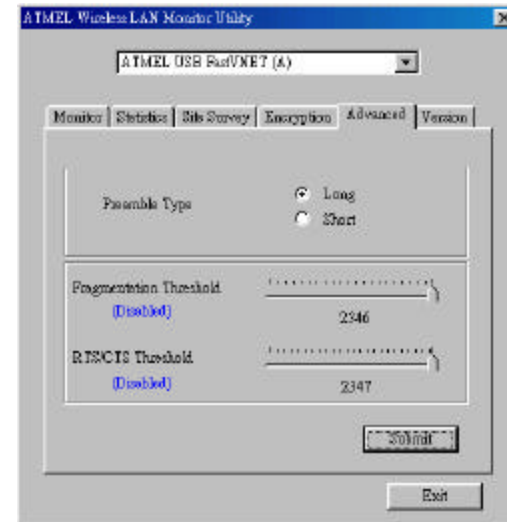 ATMEL Wireless LAN Monitor Utility
ATMEL USB FastVNET (A)
Monitor Statistics Site Survey Encryption Advanced Version
Preamble Type
Long
Short
Fragmentation Threshold
(Disabled)
2346
RTS/CTS Threshold
(Disabled)
2347
Submit
Exit